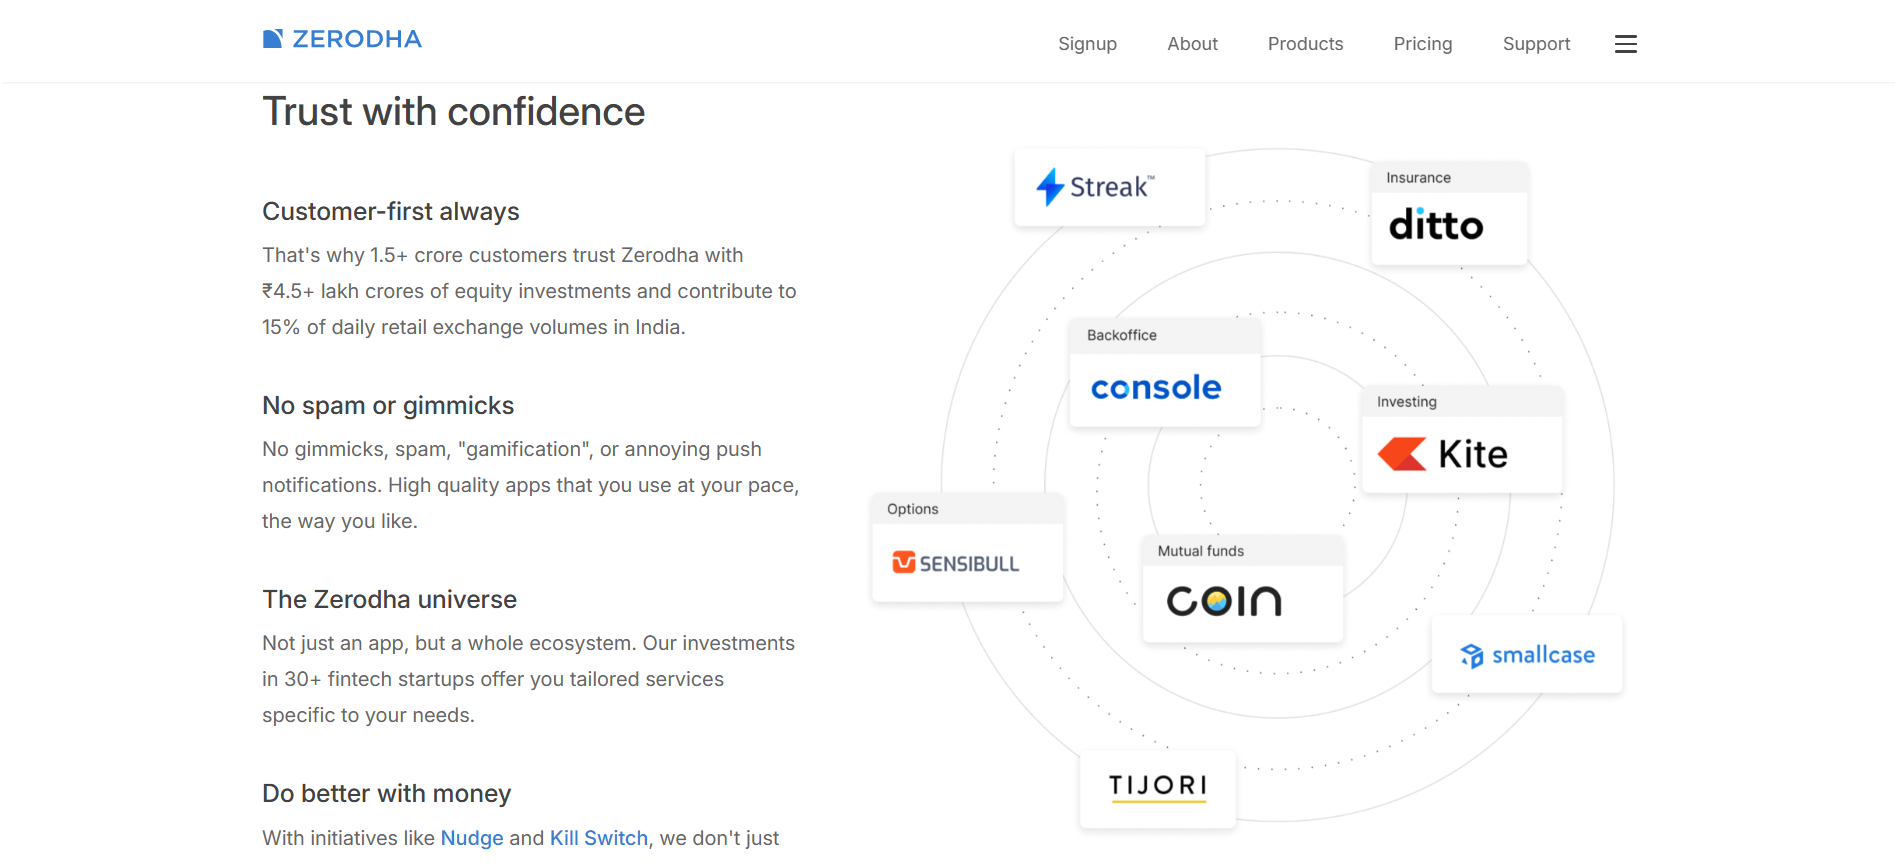 ZERODHA
Signup
About
Products
Pricing
Support
Trust with confidence
Customer-first always
That's why 1.5+ crore customers trust Zerodha with
₹4.5+ lakh crores of equity investments and contribute to
15% of daily retail exchange volumes in India.
No spam or gimmicks
No gimmicks, spam, "gamification", or annoying push
notifications. High quality apps that you use at your pace,
the way you like.
The Zerodha universe
Not just an app, but a whole ecosystem. Our investments
in 30+ fintech startups offer you tailored services
specific to your needs.
Do better with money
With initiatives like Nudge and Kill Switch, we don't just
Streak™
Insurance
ditto
Backoffice
console
Investing
Kite
Options
SENSIBULL
Mutual funds
COIN
smallcase
TIJORI